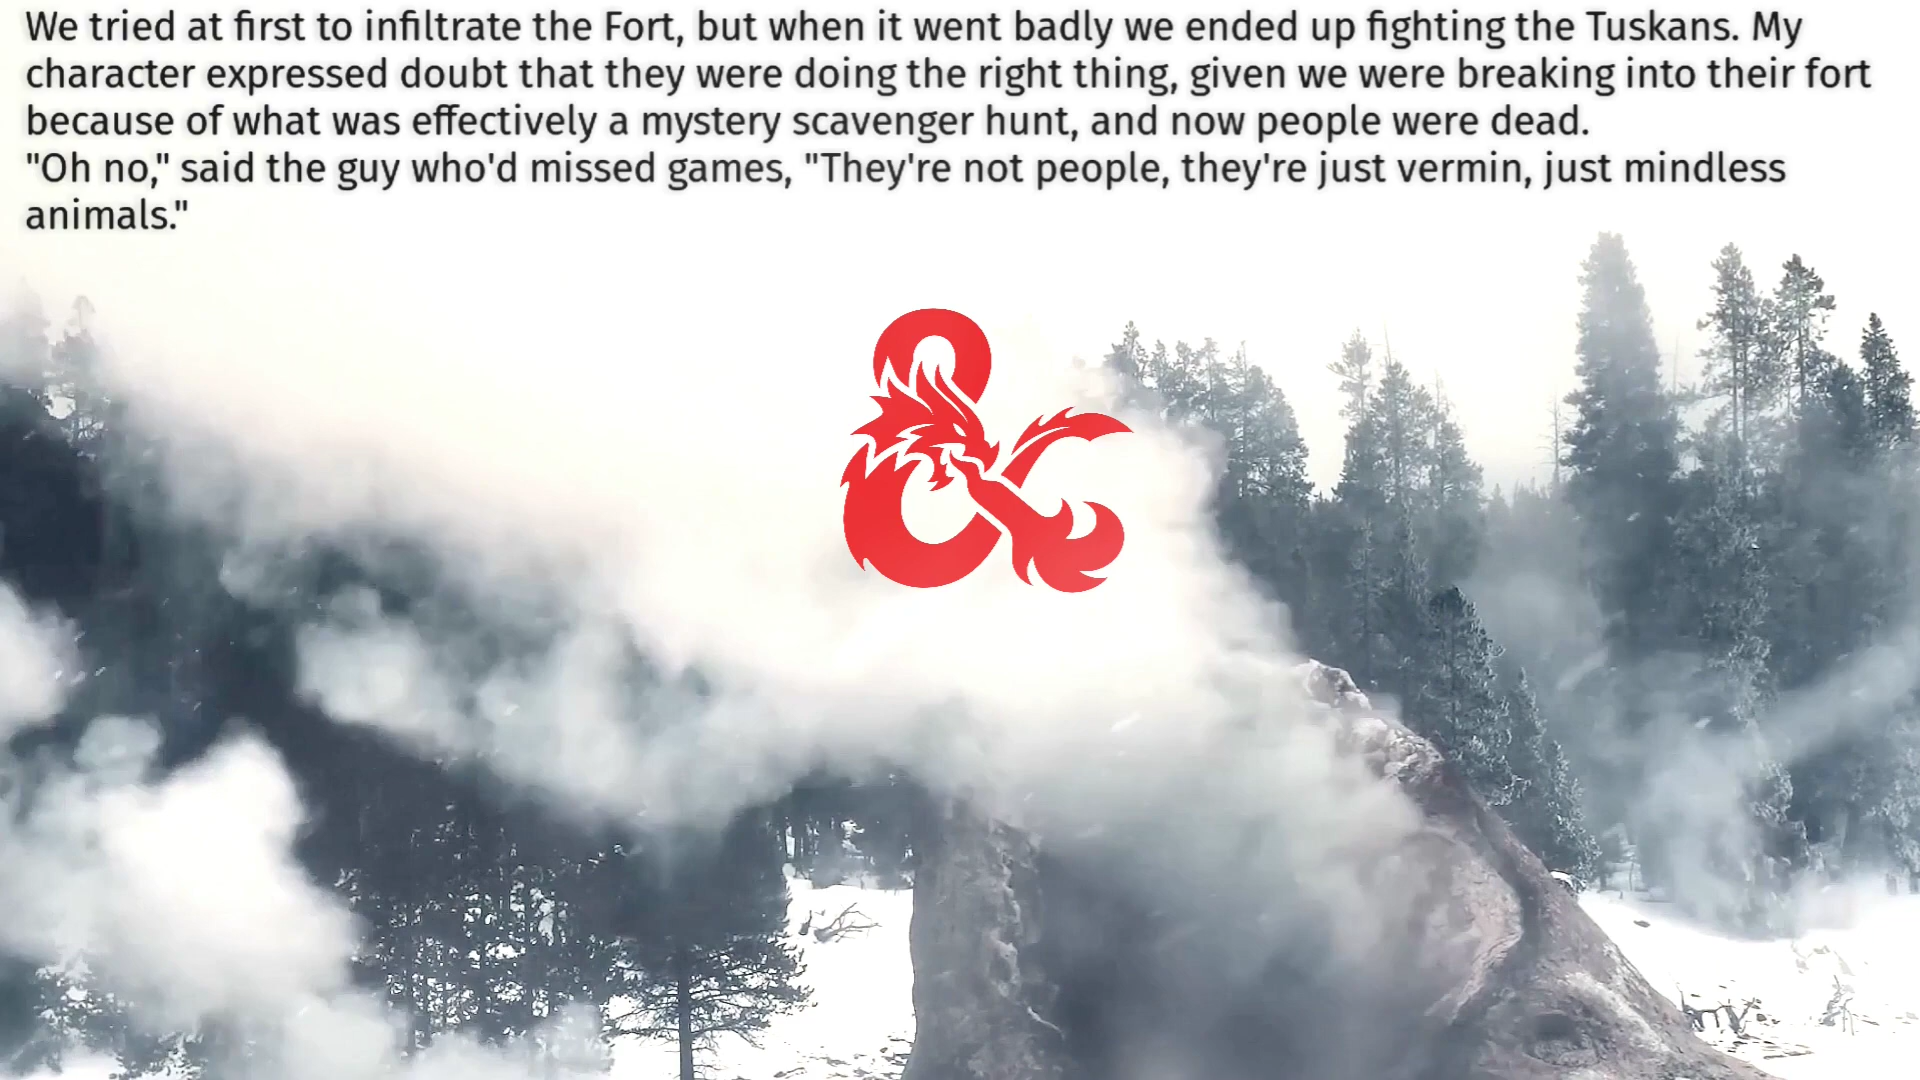 We tried at first to infiltrate the Fort, but when it went badly we ended up fighting the Tuskans. My
character expressed doubt that they were doing the right thing, given we were breaking into their fort
because of what was effectively a mystery scavenger hunt, and now people were dead.
"Oh no," said the guy who'd missed games, "They're not people, they're just vermin, just mindless
animals."